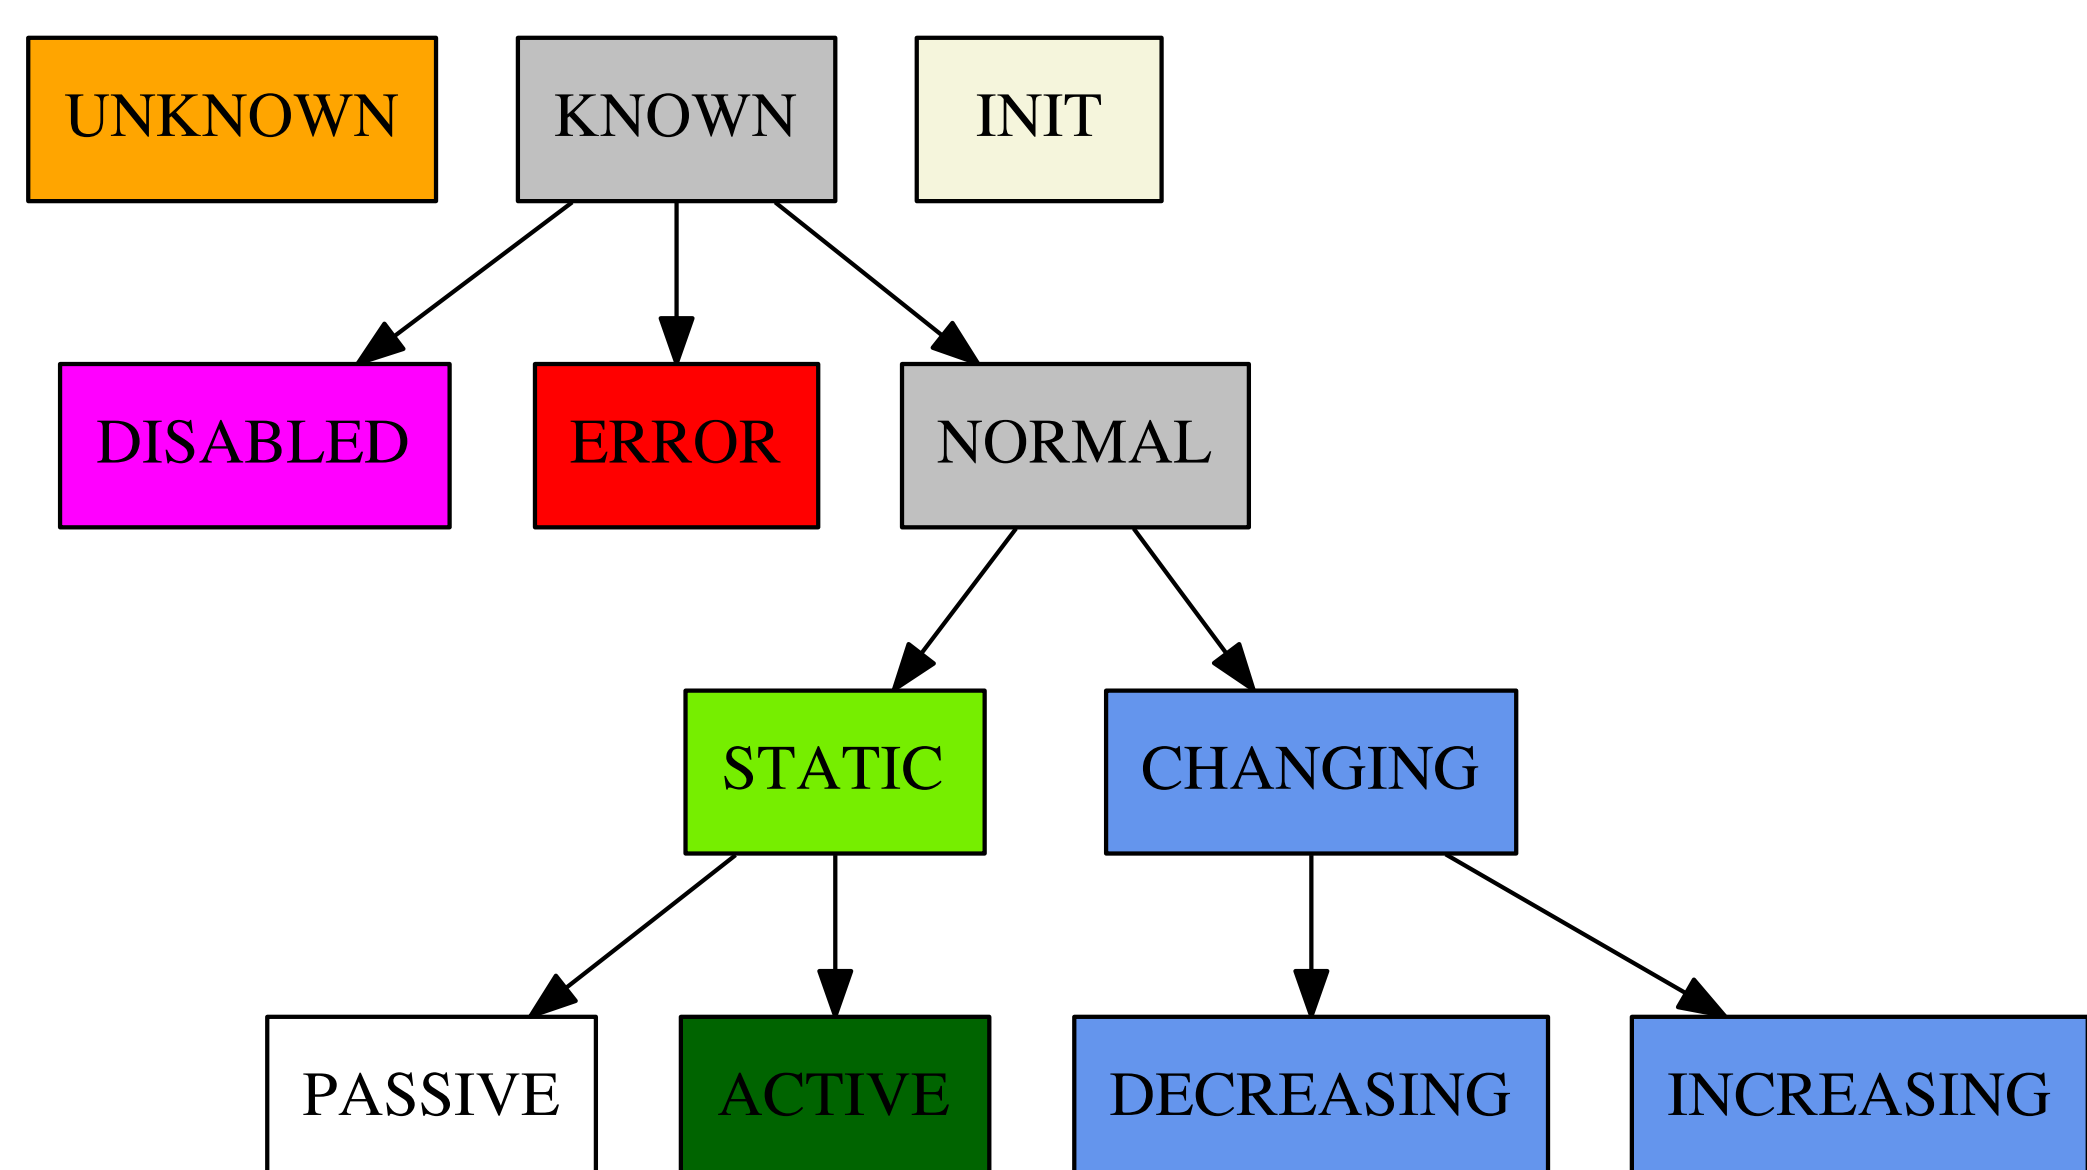 UNKNOWN
KNOWN
INIT
DISABLED
ERROR
NORMAL
STATIC
CHANGING
PASSIVE
ACTIVE
DECREASING
INCREASING